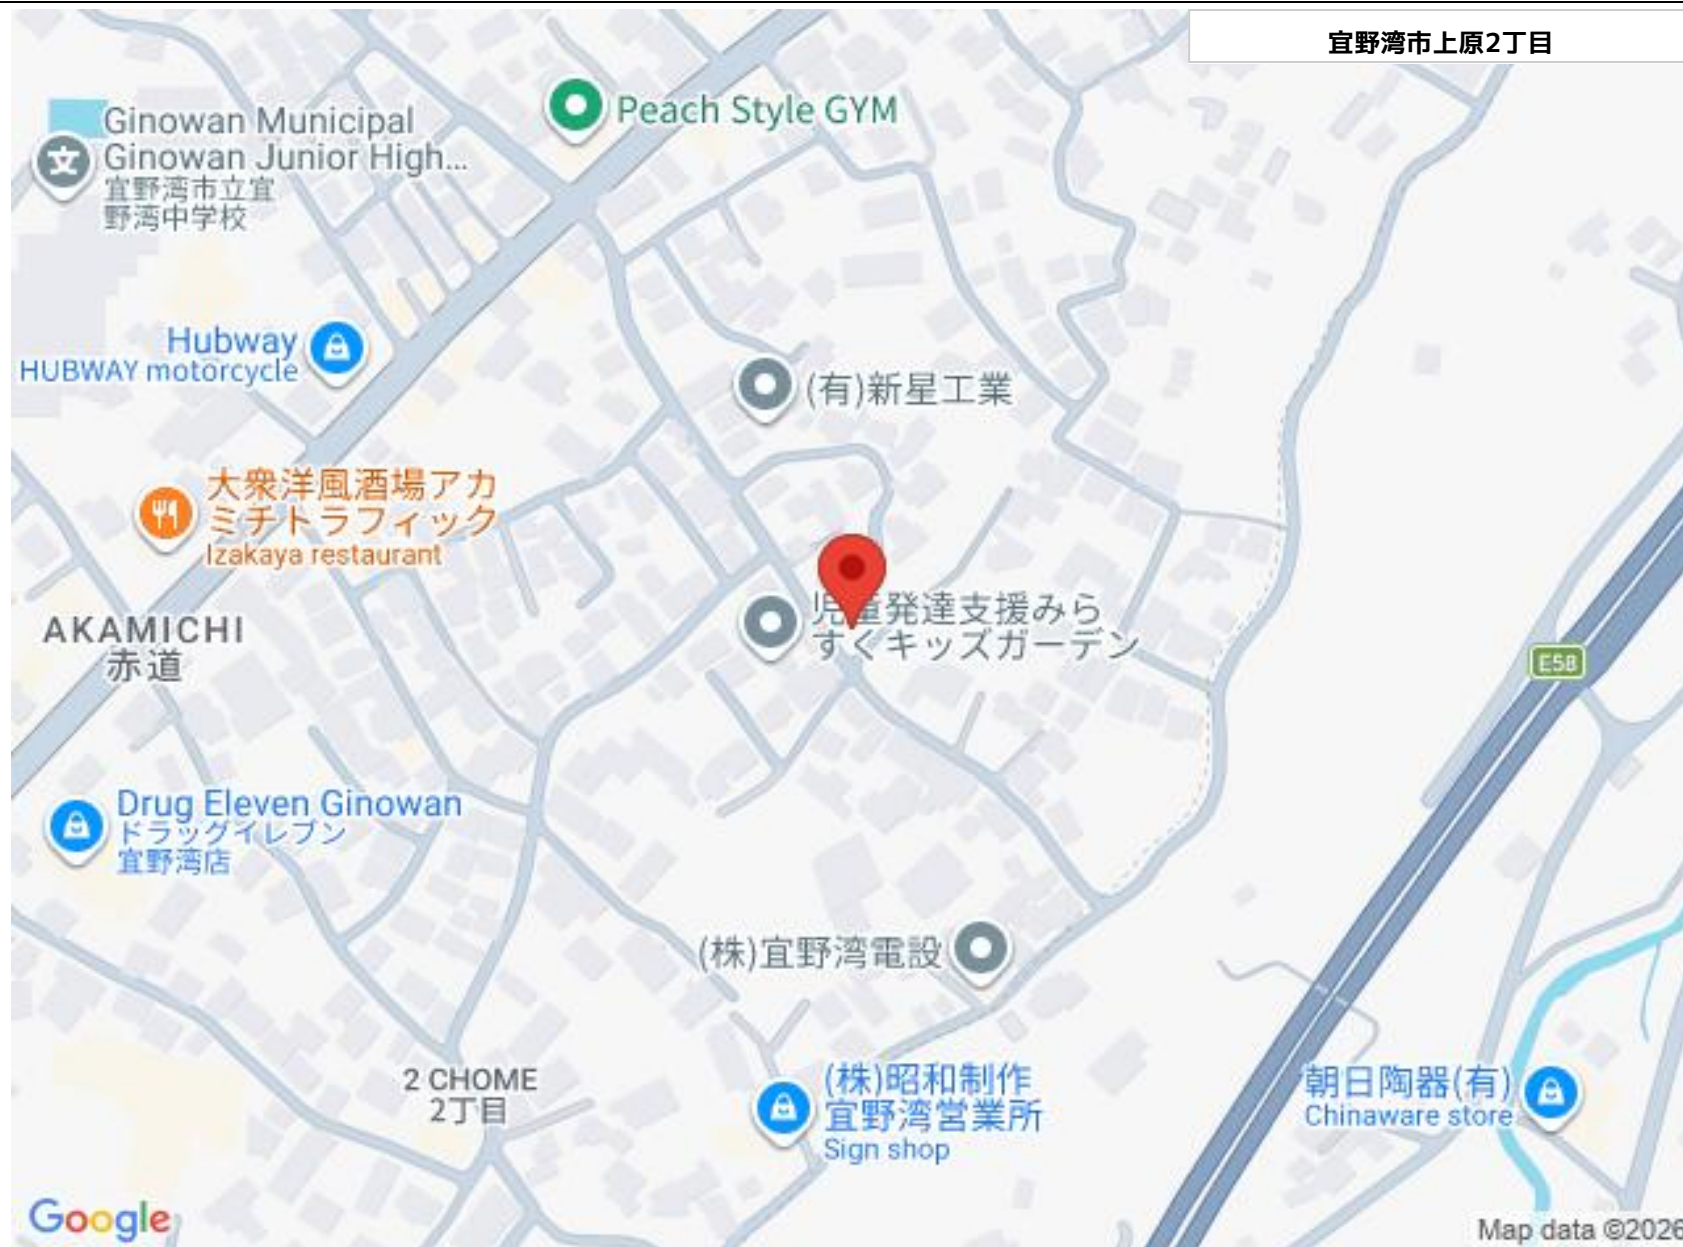 宜野湾市上原2丁目
Ginowan Municipal
Ginowan Junior High...
宜野湾市立宜
野湾中学校
Peach Style GYM
Hubway
HUBWAY motorcycle
(有)新星工業
大衆洋風酒場アカ
ミチトラフィック
Izakaya restaurant
児童発達支援みら
すくキッズガーデン
AKAMICHI
赤道
E58
Drug Eleven Ginowan
ドラッグイレブン
宜野湾店
(株)宜野湾電設
2 CHOME
2丁目
(株)昭和制作
宜野湾営業所
Sign shop
朝日陶器(有)
Chinaware store
Google
Map data ©2026